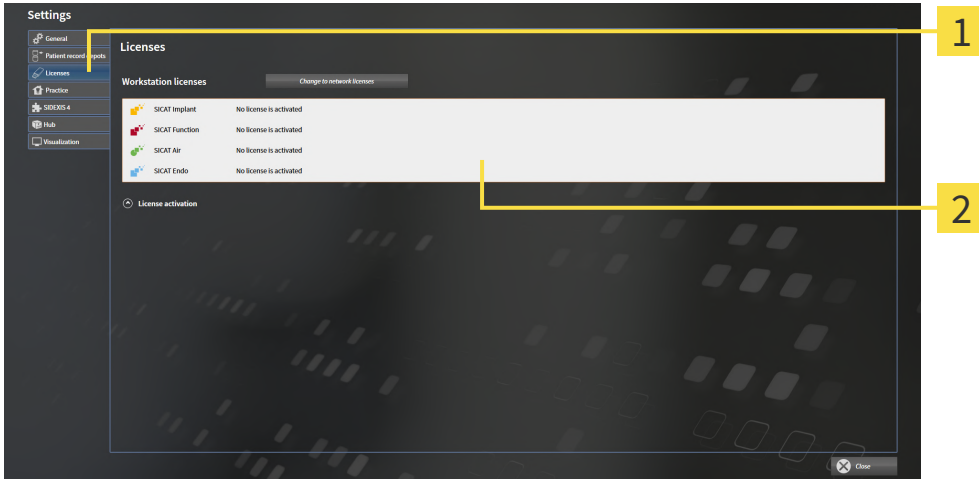 Settings
General
Patient record depots
Licenses
Practice
SIDEXIS 4
Hub
Visualization
Licenses
Workstation licenses
Change to network licenses
SICAT Implant No license is activated
SICAT Function No license is activated
SICAT Air No license is activated
SICAT Endo No license is activated
License activation
Close
1
2